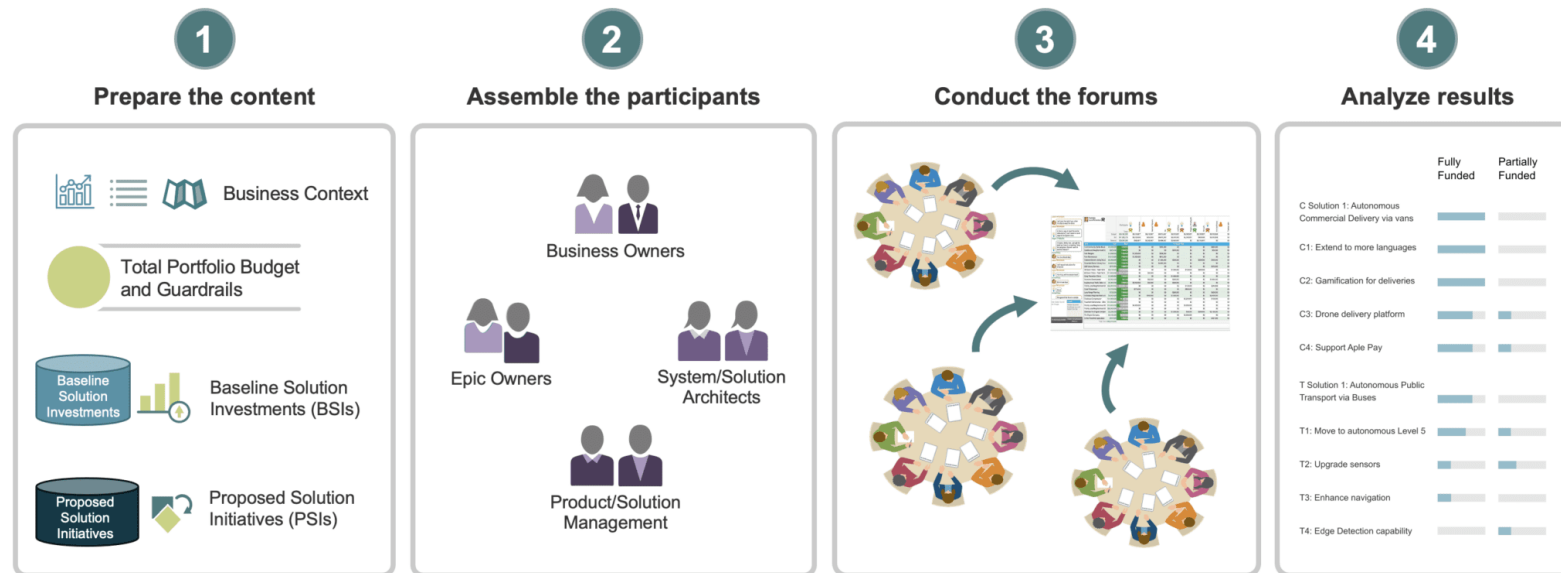 1
Prepare the content
Business Context
Total Portfolio Budget
and Guardrails
Baseline
Solution
Investments
Baseline Solution
Investments (BSIs)
Proposed
Solution
Initiatives
Proposed Solution
Initiatives (PSIs)
2
Assemble the participants
Business Owners
Epic Owners
System/Solution
Architects
Product/Solution
Management
3
Conduct the forums
4
Analyze results
Fully
Funded
Partially
Funded
C Solution 1: Autonomous
Commercial Delivery via vans
C1: Extend to more languages
C2: Gamification for deliveries
C3: Drone delivery platform
C4: Support Aple Pay
T Solution 1: Autonomous Public
Transport via Buses
T1: Move to autonomous Level 5
T2: Upgrade sensors
T3: Enhance navigation
T4: Edge Detection capability